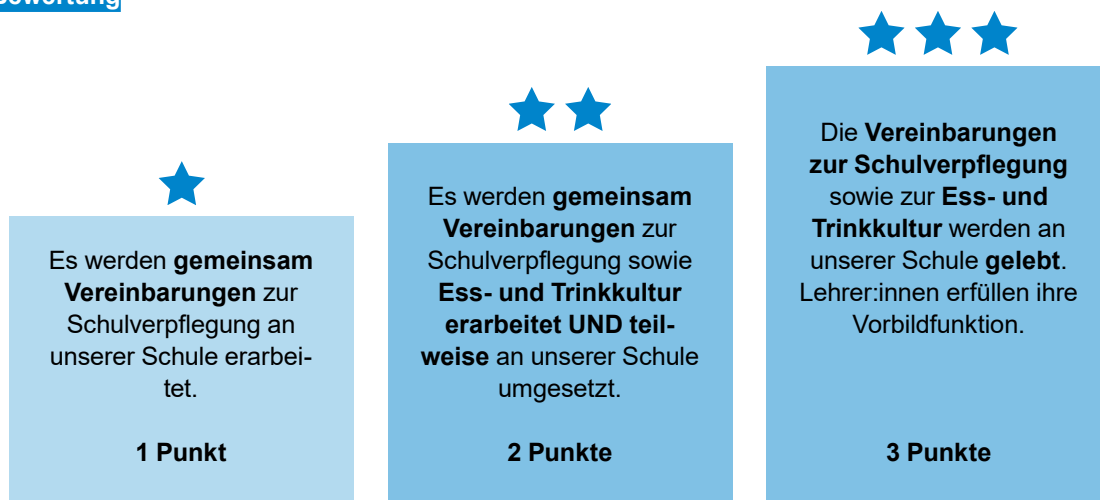 Bewertung
Es werden gemeinsam
Vereinbarungen zur
Schulverpflegung an
unserer Schule erarbei-
tet.
1 Punkt
Es werden gemeinsam
Vereinbarungen zur
Schulverpflegung sowie
Ess- und Trinkkultur
erarbeitet UND teil-
weise an unserer Schule
umgesetzt.
2 Punkte
Die Vereinbarungen
zur Schulverpflegung
sowie zur Ess- und
Trinkkultur werden an
unserer Schule gelebt.
Lehrer:innen erfüllen ihre
Vorbildfunktion.
3 Punkte